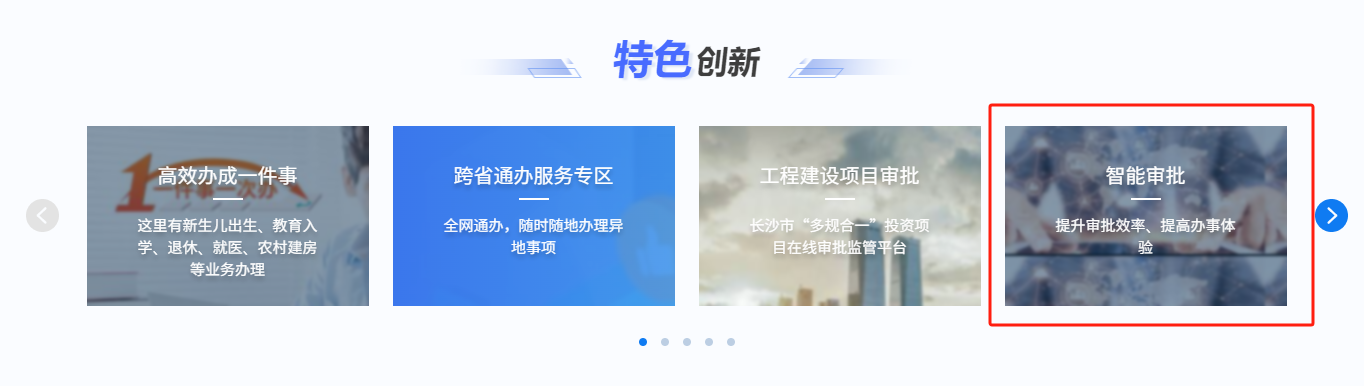 特色创新
高效办成一件事
这里有新生儿出生、教育入
学、退休、就医、农村建房
等业务办理
跨省通办服务专区
全网通办，随时随地办理异
地事项
工程建设项目审批
长沙市“多规合一”投资项
目在线审批监管平台
智能审批
提升审批效率、提高办事体
验